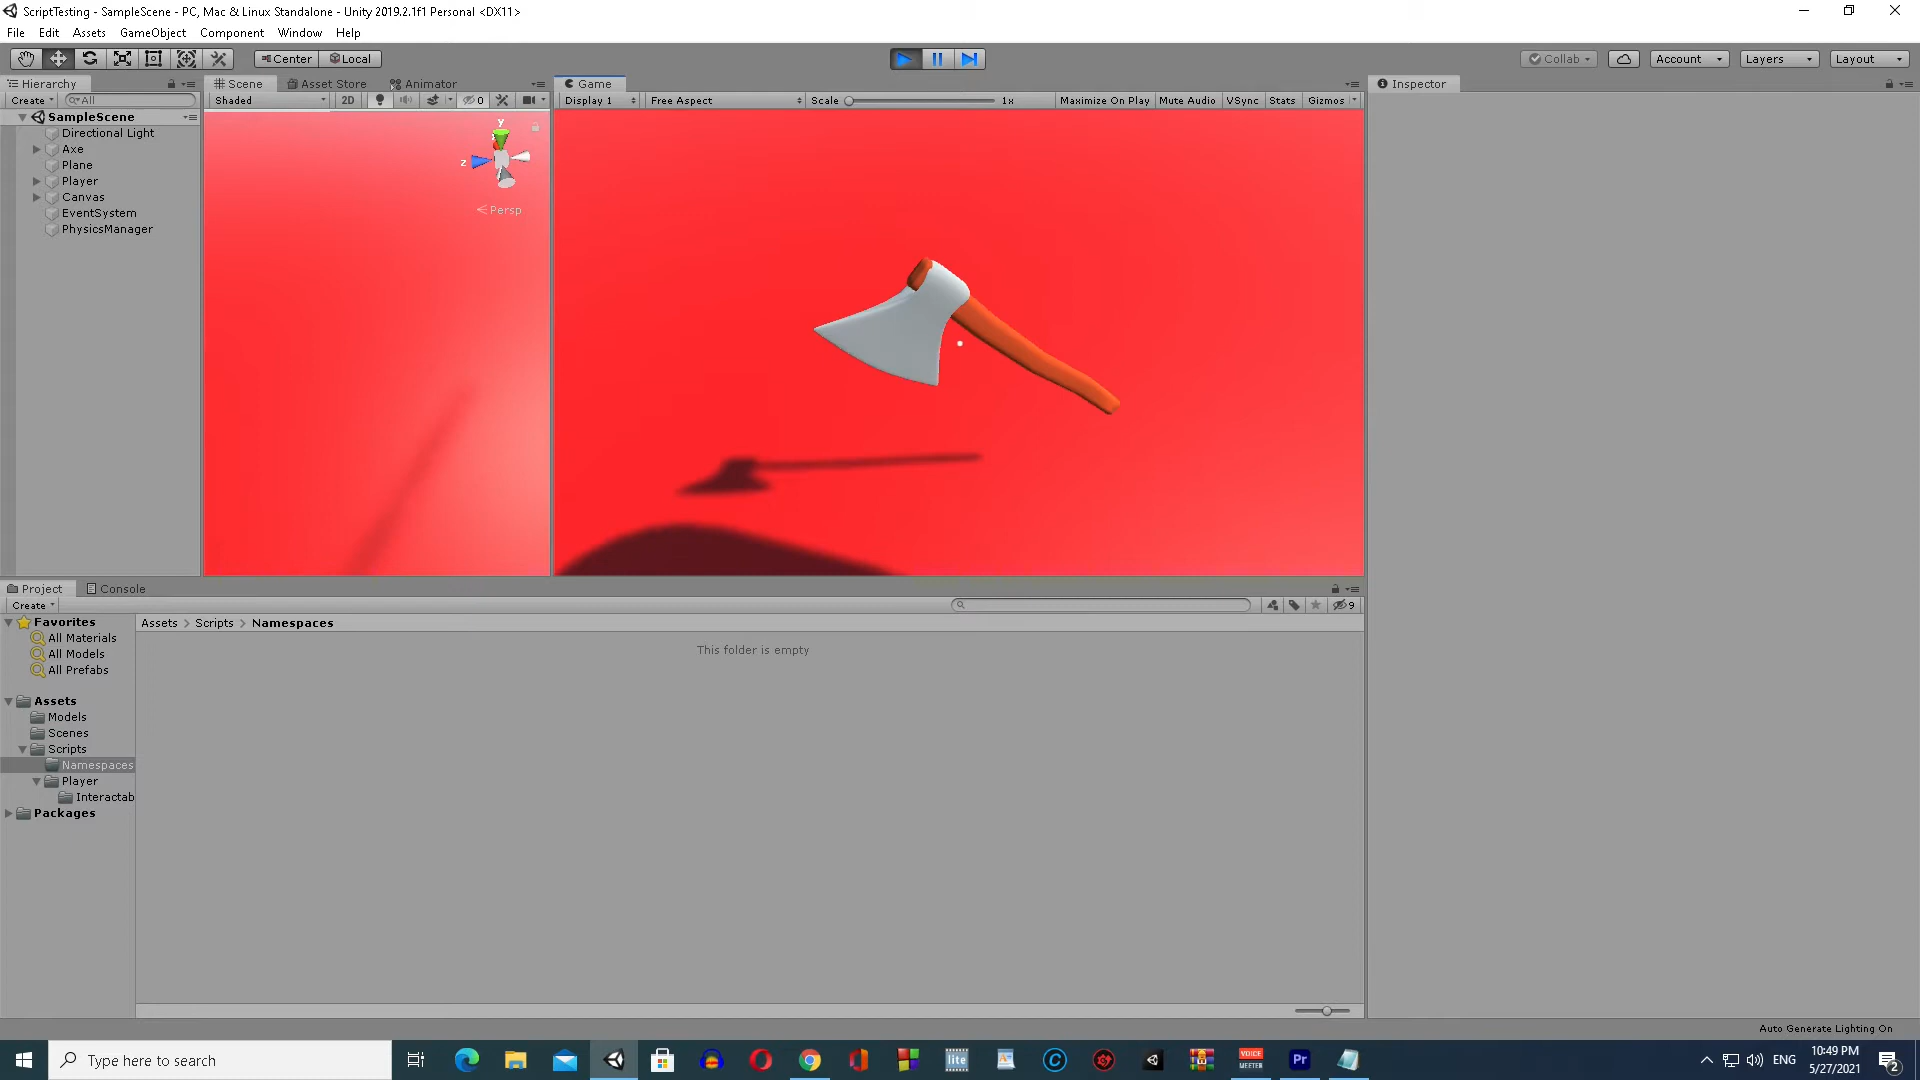 ScriptTesting - SampleScene - PC, Mac & Linux Standalone - Unity 2019.2.1f1 Personal <DX11>
File Edit Assets GameObject Component Window Help
Center Local Collab Account Layers Layout
Hierarchy Scene Asset Store Animator Game Inspector
Create All Shaded 2D 0 Display 1 Free Aspect Scale 1x Maximize On Play Mute Audio VSync Stats Gizmos
SampleScene
Directional Light
Axe
Plane
Player
Canvas
EventSystem
PhysicsManager
y
z
Persp
Project Console
Create 9
Favorites
All Materials
All Models
All Prefabs
Assets
Models
Scenes
Scripts
Namespaces
Player
Interactab
Packages
Assets > Scripts > Namespaces
This folder is empty
Auto Generate Lighting On
Type here to search
lite
VOICE
MEETER
Pr
ENG
10:49 PM
5/27/2021
2